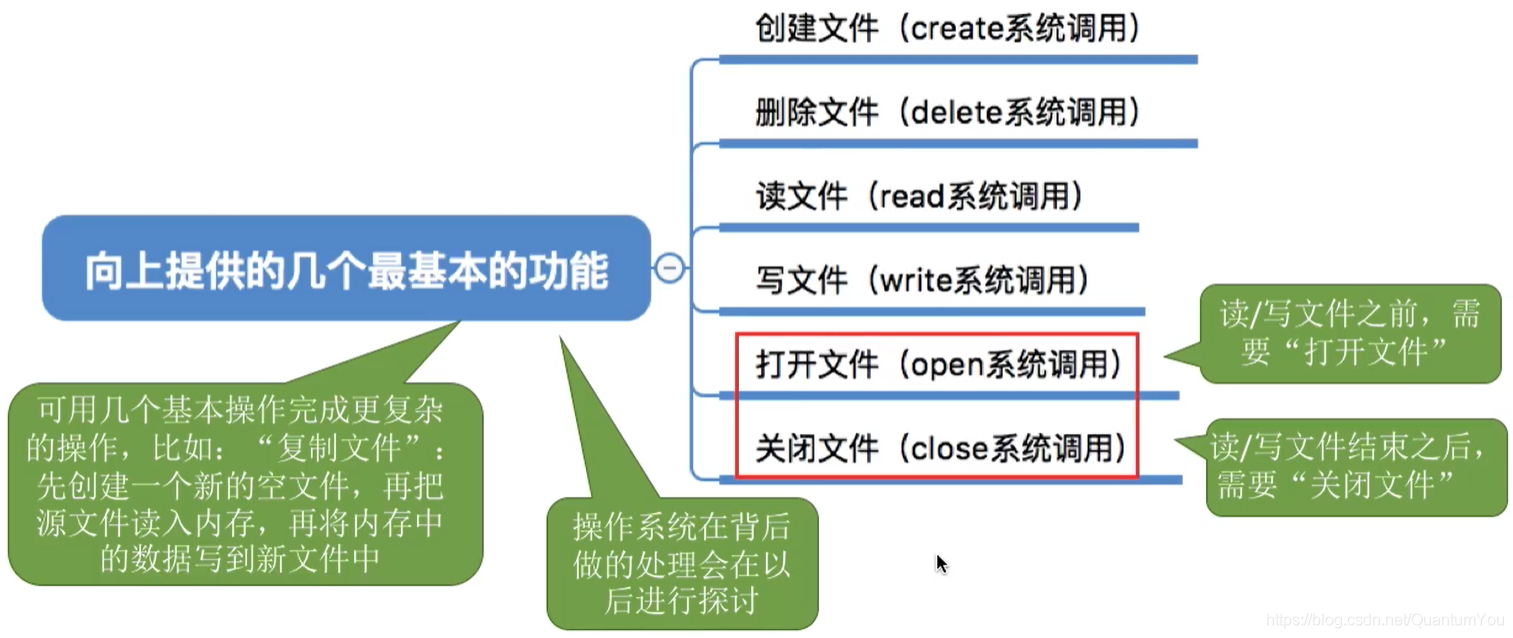 创建文件（create系统调用）
删除文件（delete系统调用）
读文件（read系统调用）
向上提供的几个最基本的功能
写文件（write系统调用）
读/写文件之前，需
要“打开文件”
打开文件（open系统调用）
可用几个基本操作完成更复杂
的操作，比如：“复制文件”：
先创建一个新的空文件，再把
源文件读入内存，再将内存中
的数据写到新文件中
关闭文件（close系统调用）
读/写文件结束之后，
需要“关闭文件”
操作系统在背后
做的处理会在以
后进行探讨
https://blog.csdn.net/QuantumYou